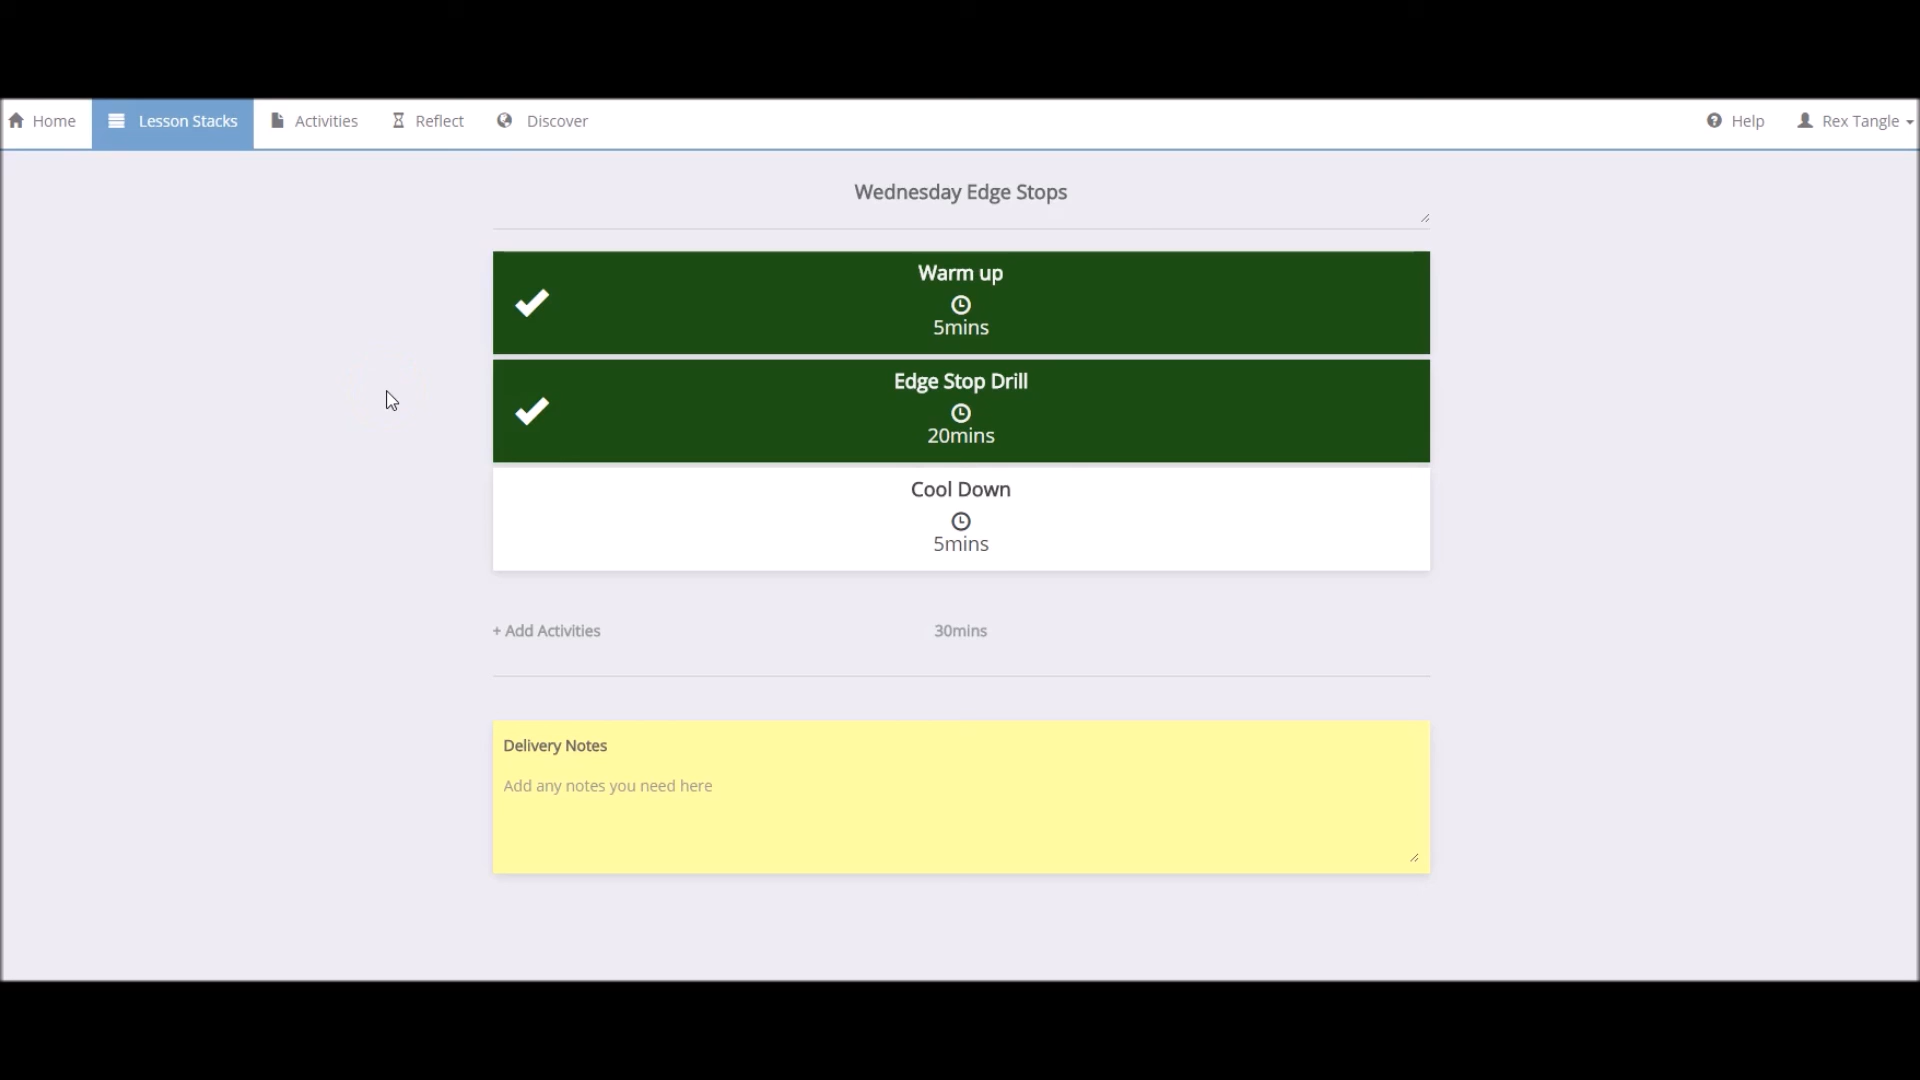 Home Lesson Stacks Activities Reflect Discover Help Rex Tangle
Wednesday Edge Stops
Warm up
5mins
Edge Stop Drill
20mins
Cool Down
5mins
+ Add Activities 30mins
Delivery Notes
Add any notes you need here